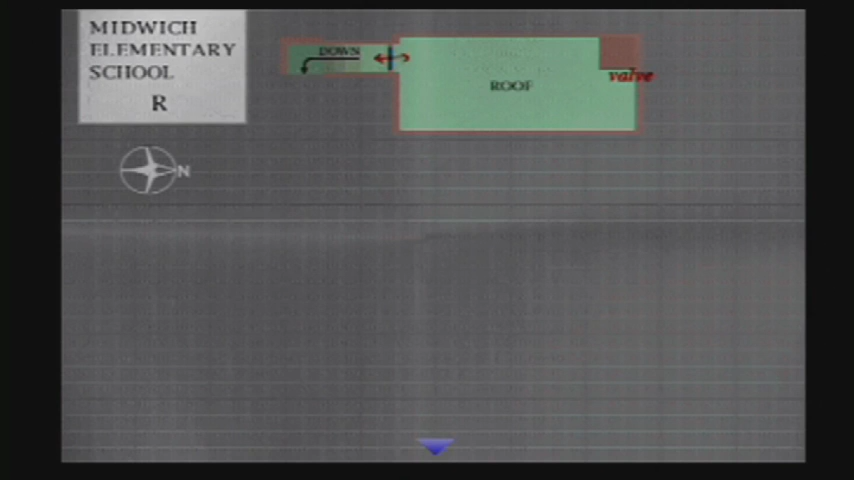 MIDWICH
ELEMENTARY
SCHOOL
R
DOWN
ROOF
valve
N